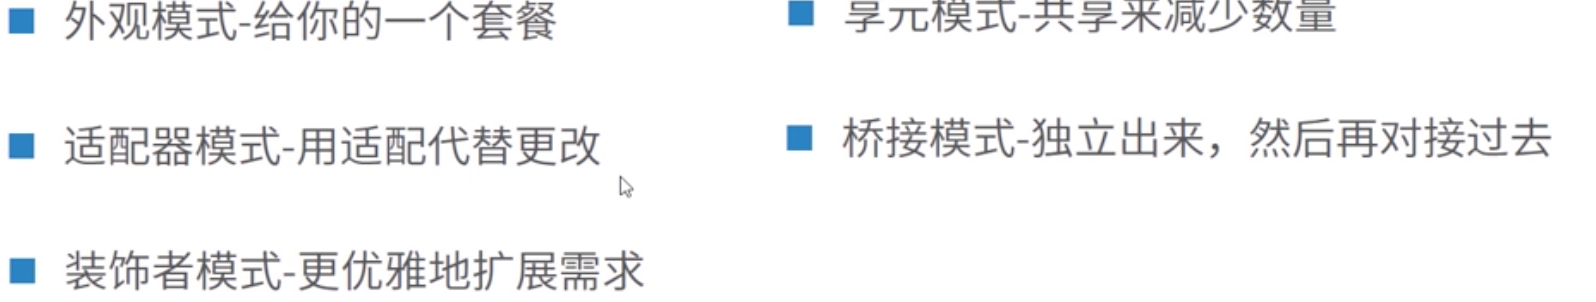 外观模式-给你的一个套餐
适配器模式-用适配代替更改
装饰者模式-更优雅地扩展需求
享元模式-共享来减少数量
桥接模式-独立出来，然后再对接过去